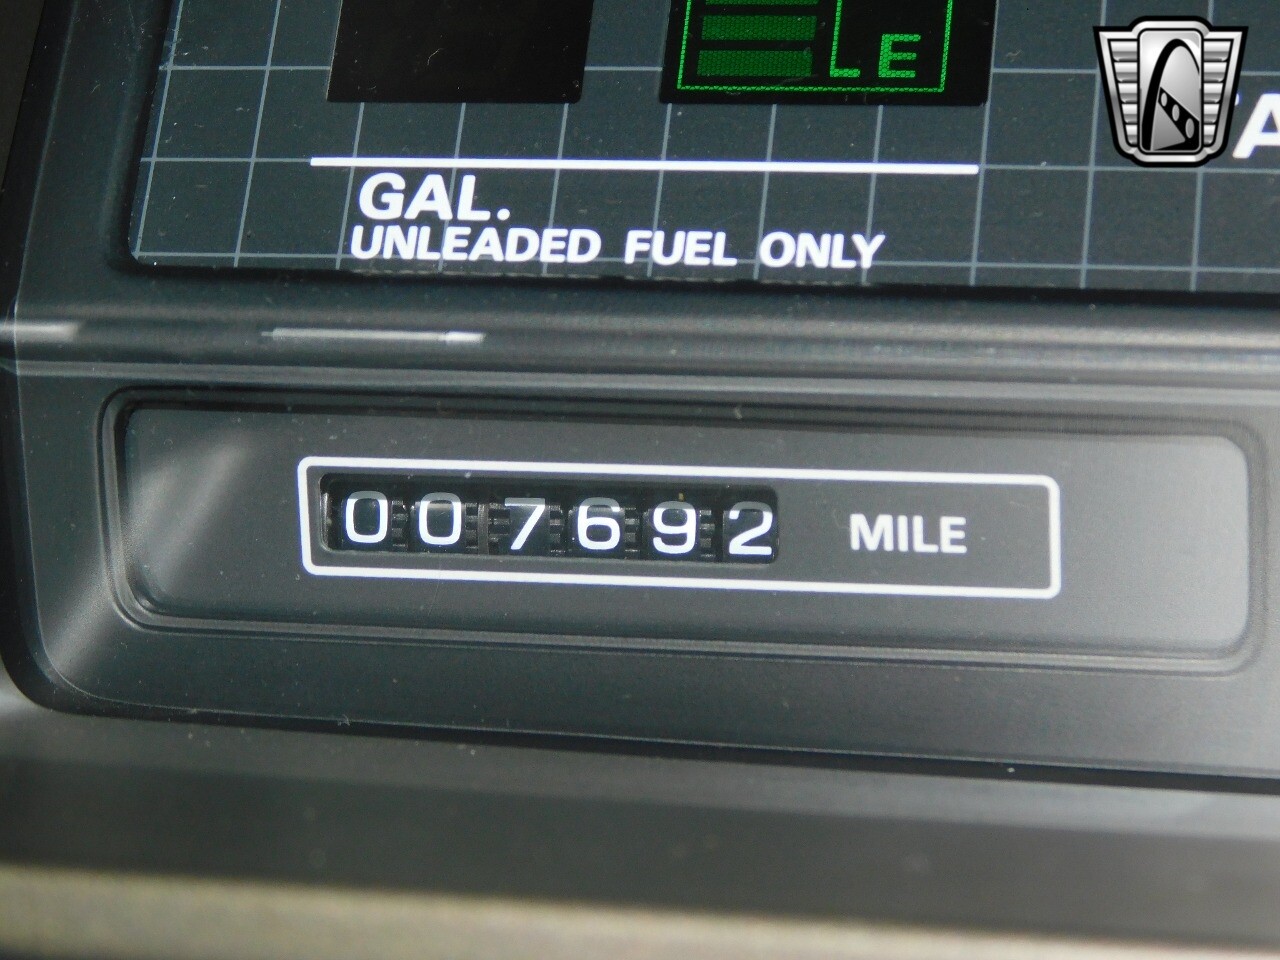 E
GAL.
UNLEADED FUEL ONLY
007692 MILE